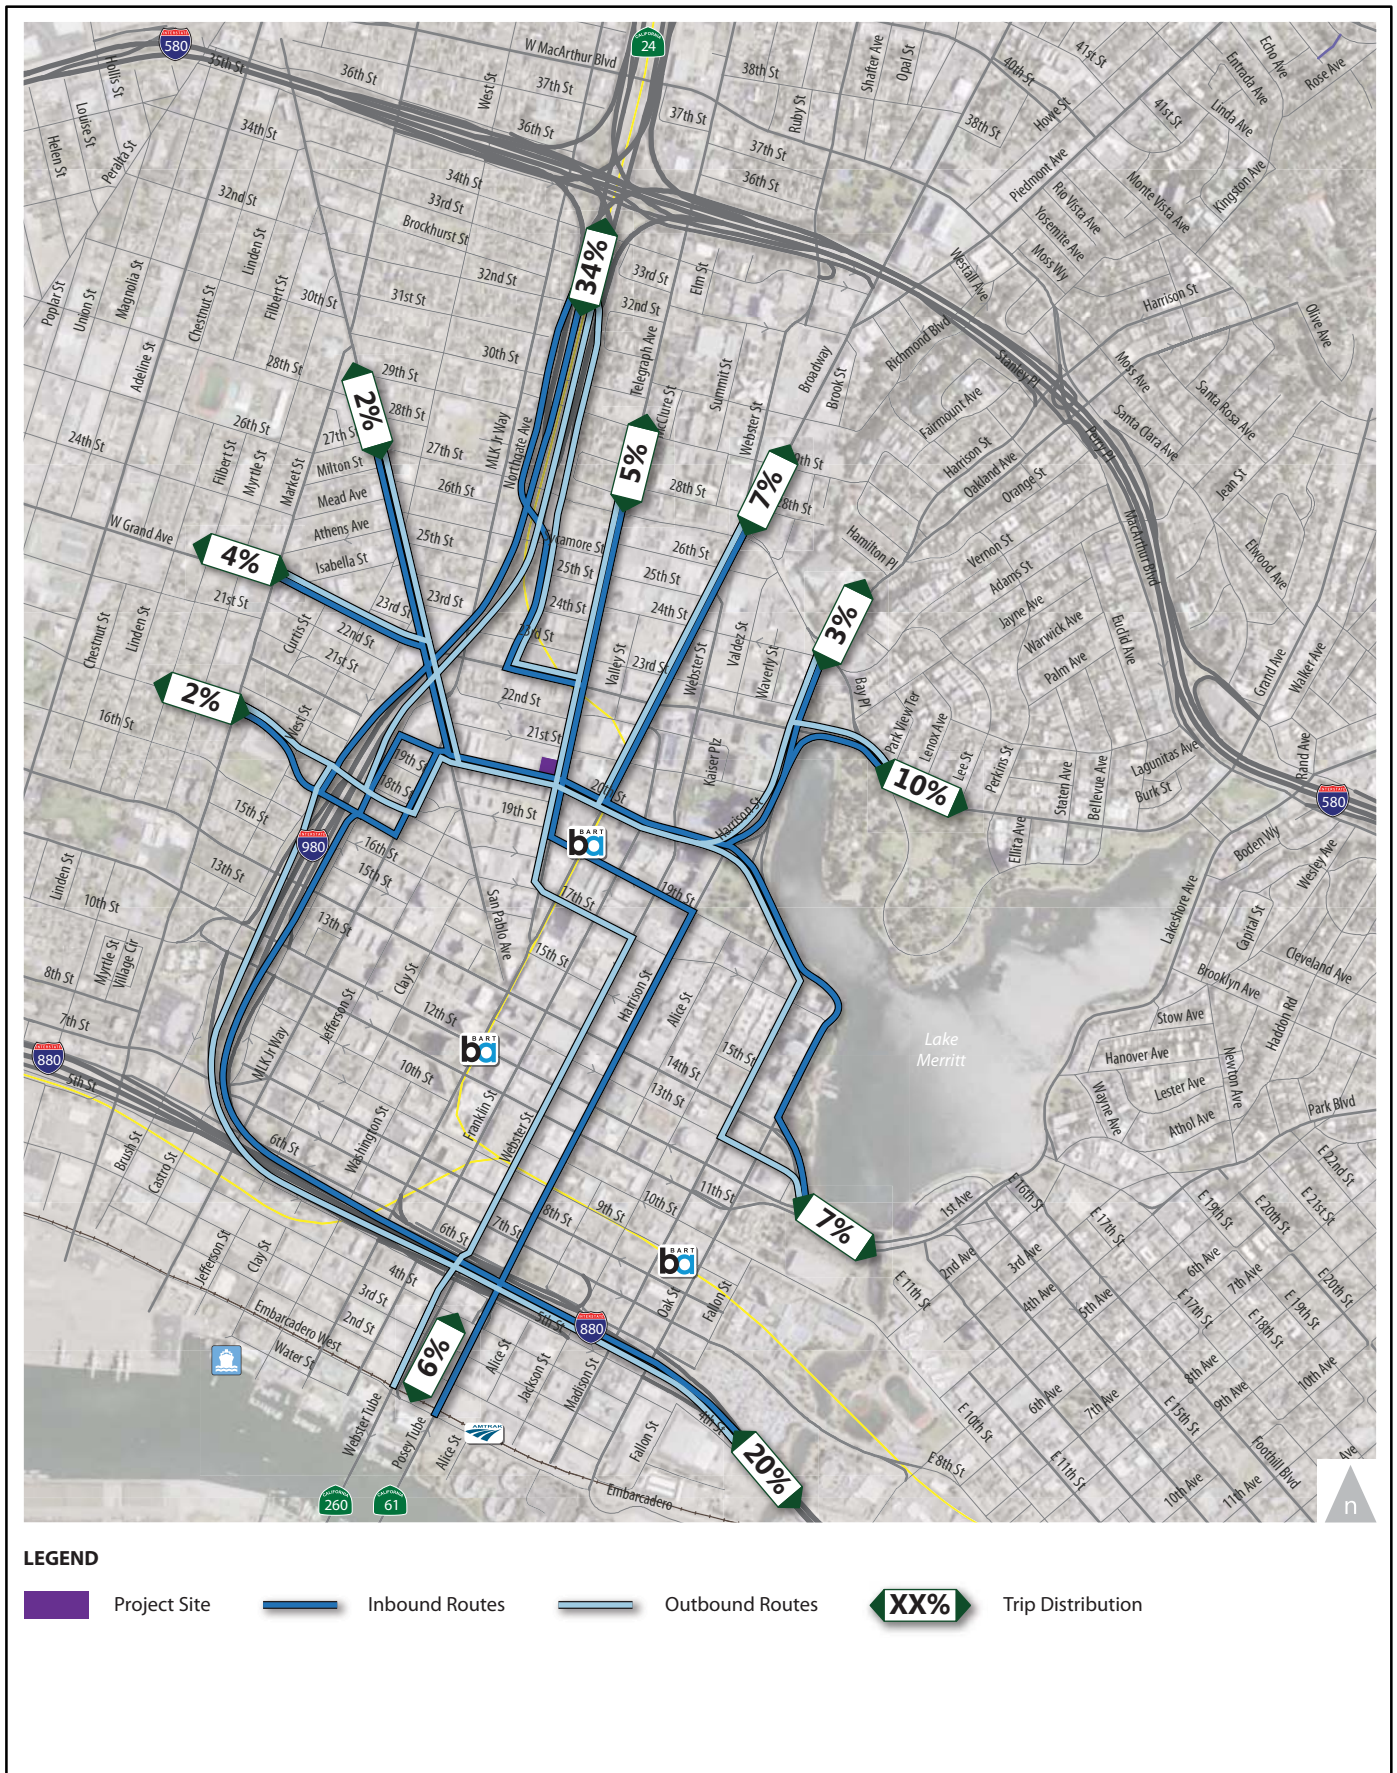 INTERSTATE
580
35th St
36th St
W MacArthur Blvd
37th St
CALIFORNIA
24
38th St
Shafter Ave
Opal St
40th St
41st St
Echo Ave
Entrada Ave
Rose Ave
Hollis St
Louise St
Helen St
Peralta St
34th St
West St
36th St
37th St
Ruby St
38th St
Howe St
41st St
Linda Ave
37th St
36th St
Piedmont Ave
Rio Vista Ave
Yosemite Ave
Moss Wy
Monte Vista Ave
Kingston Ave
34th St
33rd St
Brockhurst St
32nd St
32nd St
Linden St
34%
33rd St
32nd St
Elm St
Westall Ave
Harrison St
Olive Ave
Poplar St
Union St
Magnolia St
Chestnut St
Filbert St
30th St
31st St
30th St
Telegraph Ave
McClure St
Summit St
Webster St
Broadway
Brook St
Richmond Blvd
Stanley Pl
Moss Ave
Santa Rosa Ave
Santa Clara Ave
Adeline St
28th St
2%
29th St
28th St
27th St
26th St
MLK Jr Way
Northgate Ave
5%
28th St
7%
Fairmount Ave
Harrison St
Oakland Ave
Orange St
Perry Pl
Jean St
24th St
26th St
Filbert St
Myrtle St
Market St
27th St
Milton St
Mead Ave
Athens Ave
Isabella St
W Grand Ave
4%
25th St
23rd St
23rd St
Sycamore St
25th St
24th St
23rd St
26th St
25th St
24th St
Hamilton Pl
Vernon St
Adams St
Jayne Ave
Warwick Ave
Palm Ave
Euclid Ave
MacArthur Blvd
Elwood Ave
3%
21st St
Chestnut St
Linden St
Curtis St
22nd St
21st St
22nd St
21st St
Valley St
23rd St
Webster St
Valdez St
Waverly St
Kaiser Plz
Bay Pl
Park View Ter
Lenox Ave
Lee St
Perkins St
Staten Ave
Bellevue Ave
Lagunitas Ave
Burk St
Grand Ave
Walker Ave
Rand Ave
INTERSTATE
580
2%
16th St
West St
19th St
18th St
20th St
19th St
Harrison St
10%
Ellita Ave
Boden Wy
Wesley Ave
15th St
INTERSTATE
980
16th St
15th St
BART
ba
17th St
19th St
13th St
Linden St
10th St
13th St
San Pablo Ave
15th St
Lakeshore Ave
Capital St
Cleveland Ave
Brooklyn Ave
8th St
Myrtle St
Village Cir
Clay St
12th St
Jefferson St
Harrison St
Alice St
Stow Ave
Haddon Rd
7th St
INTERSTATE
880
5th St
MLK Jr Way
BART
ba
10th St
Franklin St
14th St
15th St
13th St
Lake
Merritt
Hanover Ave
Lester Ave
Wayne Ave
Newton Ave
Athol Ave
Park Blvd
Brush St
Castro St
6th St
Washington St
Webster St
11th St
10th St
9th St
8th St
7th St
6th St
7%
1st Ave
E 16th St
E 17th St
E 19th St
E 20th St
E 21st St
E 22nd St
Jefferson St
Clay St
4th St
3rd St
2nd St
Embarcadero West
Water St
BART
ba
Oak St
Fallon St
E 11th St
2nd Ave
3rd Ave
4th Ave
5th Ave
6th Ave
7th Ave
E 17th St
E 18th St
E 19th St
E 20th St
5th St
INTERSTATE
880
6%
Alice St
Jackson St
Madison St
8th Ave
9th Ave
10th Ave
6th Ave
7th Ave
E 15th St
Webster Tube
Posey Tube
Alice St
AMTRAK
Fallon St
4th St
20%
E 10th St
E 8th St
E 11th St
10th Ave
11th Ave
Foothill Blvd
Embarcadero
CALIFORNIA
260
CALIFORNIA
61
n
LEGEND
Project Site
Inbound Routes
Outbound Routes
XX%
Trip Distribution